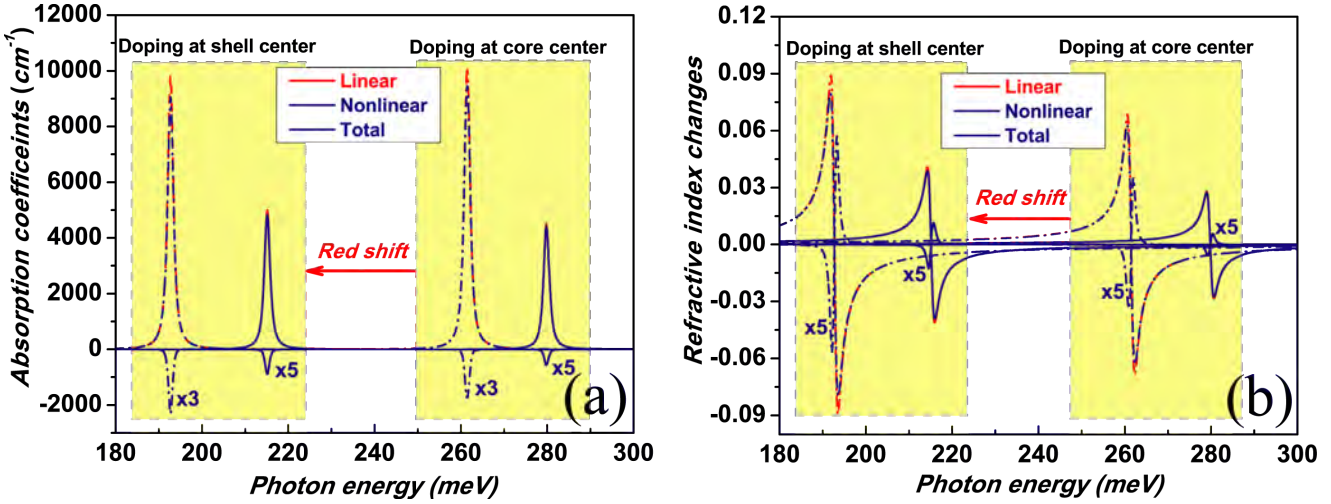 Absorption coefficeints (cm⁻¹)
12000
10000
8000
6000
4000
2000
0
-2000
Doping at shell center
Doping at core center
Linear
Nonlinear
Total
Red shift
x3
x5
x3
x5
(a)
180 200 220 240 260 280 300
Photon energy (meV)
Refractive index changes
0.12
0.09
0.06
0.03
0.00
-0.03
-0.06
-0.09
Doping at shell center
Doping at core center
Linear
Nonlinear
Total
Red shift
x5
x5
x5
x5
(b)
180 200 220 240 260 280 300
Photon energy (meV)